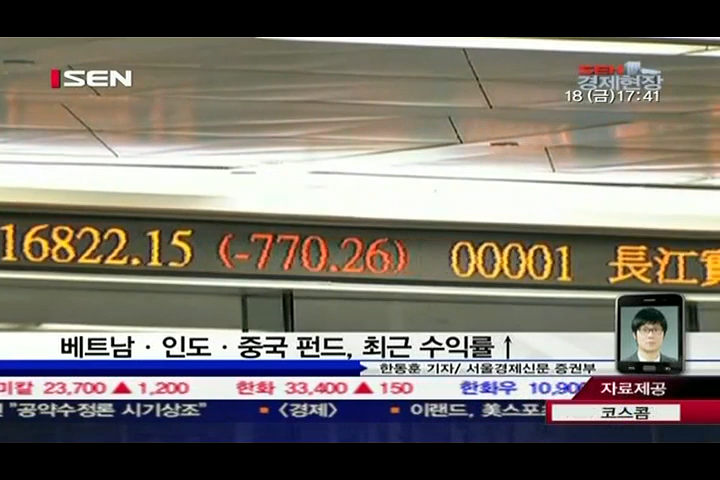 SEN
SEN
경제현장
18 (금) 17:41
16822.15 (-770.26) 00001 長江實
베트남 · 인도 · 중국 펀드, 최근 수익률 ↑
한동훈 기자/ 서울경제신문 증권부
미칼 23,700 ▲ 1,200 한화 33,400 ▲ 150 한화우 10,900
자료제공
"공약수정론 시기상조" ▪ 〈경제〉 ▪ 이랜드, 美스포츠
코스콤